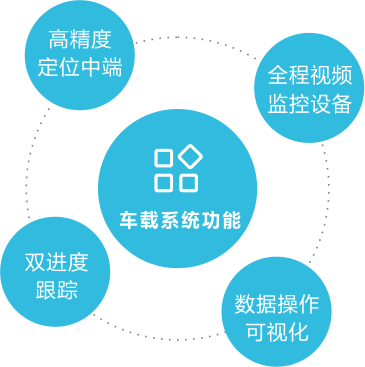 高精度
定位中端
全程视频
监控设备
车载系统功能
双进度
跟踪
数据操作
可视化